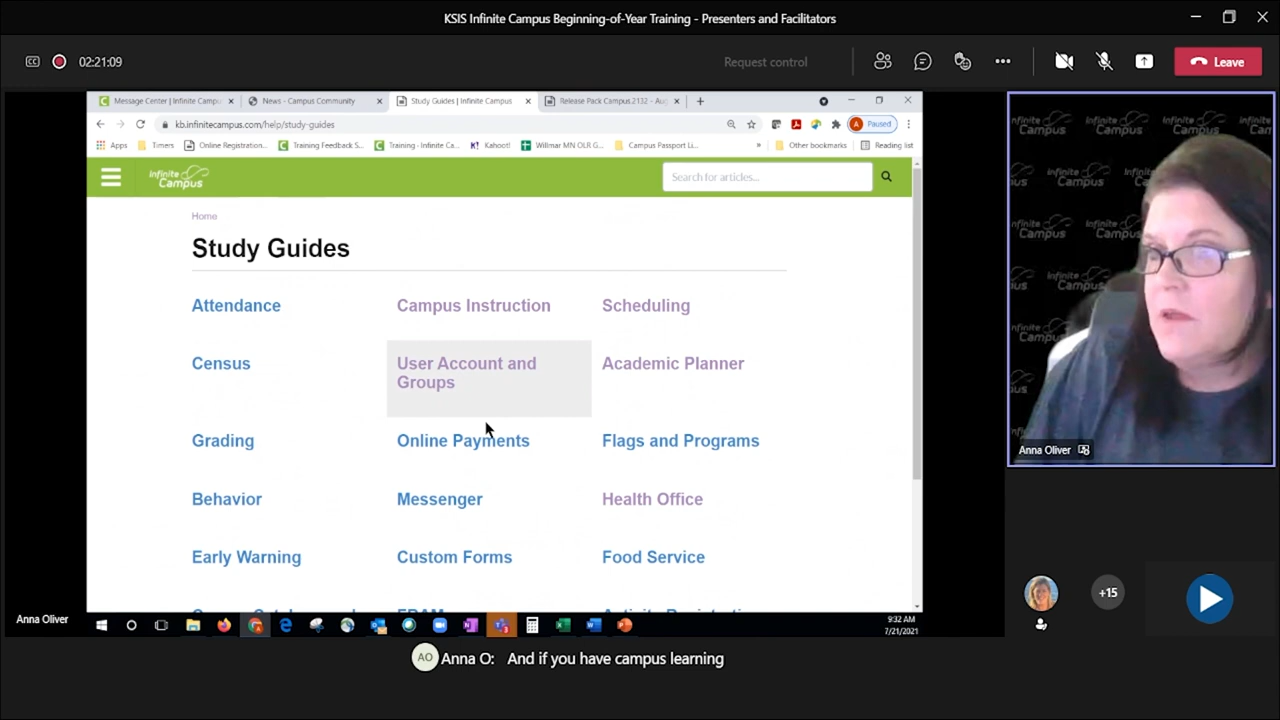 KSIS Infinite Campus Beginning-of-Year Training - Presenters and Facilitators
CC
02:21:09
Request control
Leave
Message Center | Infinite Campu
News - Campus Community
Study Guides | Infinite Campus
Release Pack Campus.2132 - Aug
kb.infinitecampus.com/help/study-guides
A Paused
Apps
Timers
Online Registration...
Training Feedback S...
Training - Infinite Ca...
Kahoot!
Willmar MN OLR G...
Campus Passport Li...
»
Other bookmarks
Reading list
Infinite Campus
Search for articles...
Home
Study Guides
Attendance
Campus Instruction
Scheduling
Census
User Account and
Groups
Academic Planner
Grading
Online Payments
Flags and Programs
Behavior
Messenger
Health Office
Early Warning
Custom Forms
Food Service
FRAM
Anna Oliver
9:32 AM
7/21/2021
Anna Oliver
+15
AO Anna O: And if you have campus learning